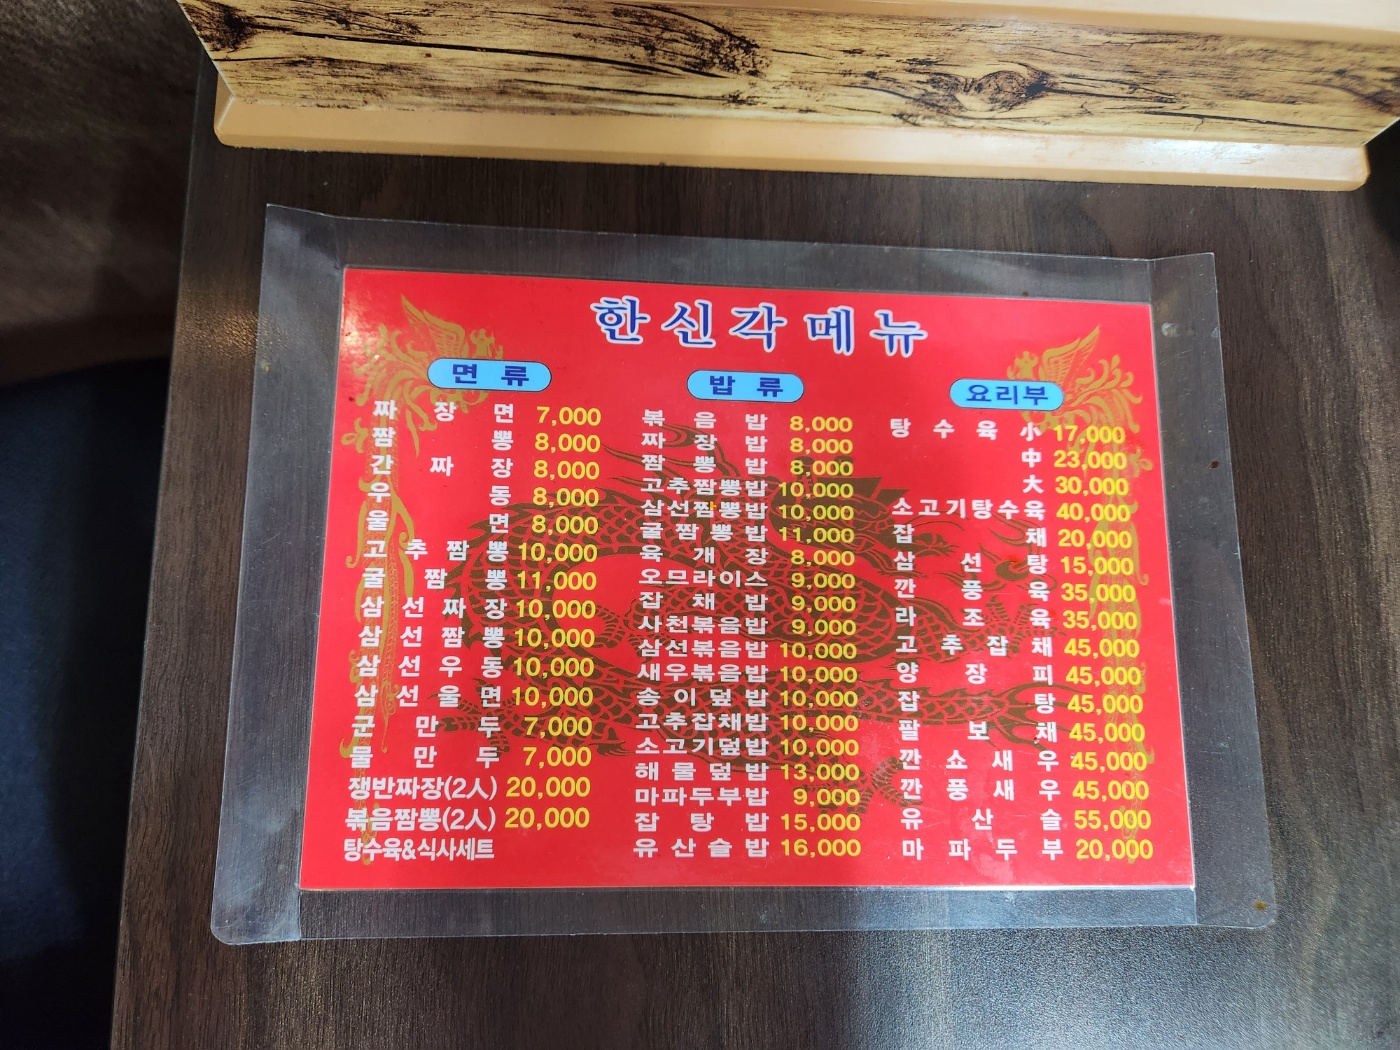 한신각 메뉴
면 류
짜 장 면 7,000
짬 뽕 8,000
간 짜 장 8,000
우 동 8,000
울 면 8,000
고 추 짬 뽕 10,000
굴 짬 뽕 11,000
삼 선 짜 장 10,000
삼 선 짬 뽕 10,000
삼 선 우 동 10,000
삼 선 울 면 10,000
군 만 두 7,000
물 만 두 7,000
쟁반짜장(2人) 20,000
볶음짬뽕(2人) 20,000
탕수육&식사세트
밥 류
볶 음 밥 8,000
짜 장 밥 8,000
짬 뽕 밥 8,000
고추짬뽕밥 10,000
삼선짬뽕밥 10,000
굴 짬 뽕 밥 11,000
육 개 장 8,000
오므라이스 9,000
잡 채 밥 9,000
사천볶음밥 9,000
삼선볶음밥 10,000
새우볶음밥 10,000
송 이 덮 밥 10,000
고추잡채밥 10,000
소고기덮밥 10,000
해 물 덮 밥 13,000
마파두부밥 9,000
잡 탕 밥 15,000
유 산 슬 밥 16,000
요리부
탕 수 육 小 17,000
中 23,000
大 30,000
소고기탕수육 40,000
잡 채 20,000
삼 선 탕 15,000
깐 풍 육 35,000
라 조 육 35,000
고 추 잡 채 45,000
양 장 피 45,000
잡 탕 45,000
팔 보 채 45,000
깐 쇼 새 우 45,000
깐 풍 새 우 45,000
유 산 슬 55,000
마 파 두 부 20,000